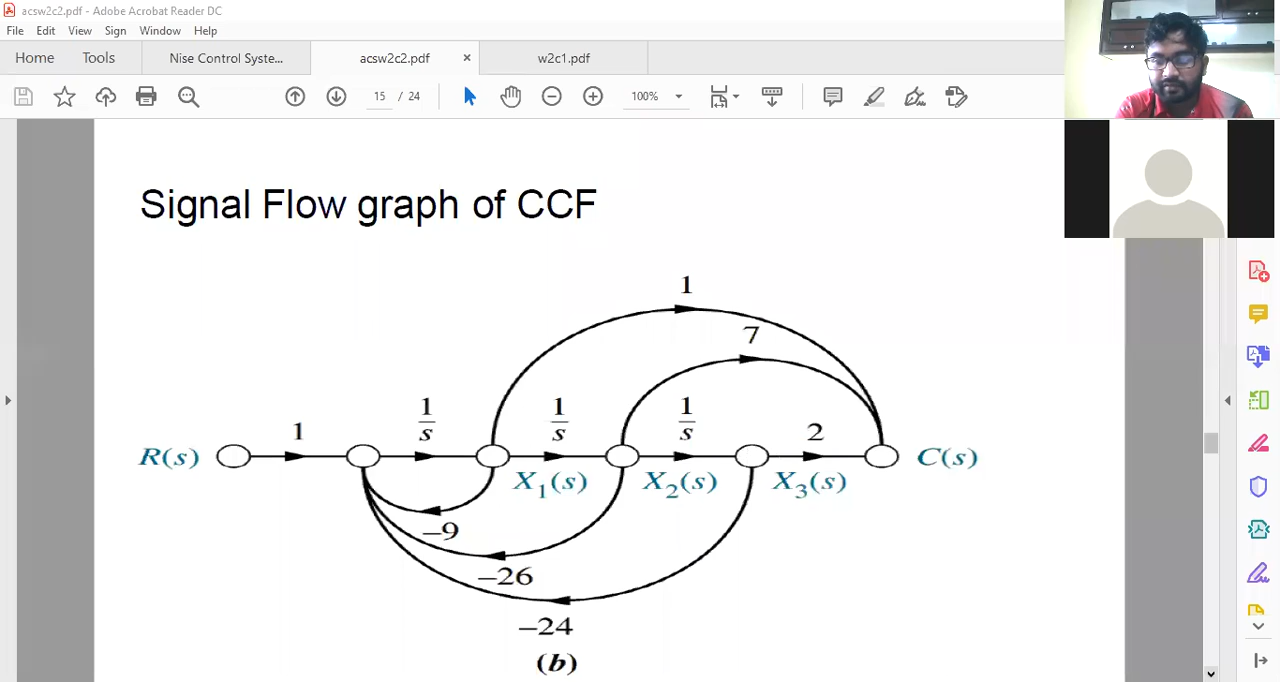 acsw2c2.pdf - Adobe Acrobat Reader DC
File Edit View Sign Window Help
Home Tools Nise Control Syste... acsw2c2.pdf × w2c1.pdf
15 / 24 100%
Signal Flow graph of CCF
1
7
1 1/s 1/s 1/s 2
R(s) X₁(s) X₂(s) X₃(s) C(s)
–9
–26
–24
(b)